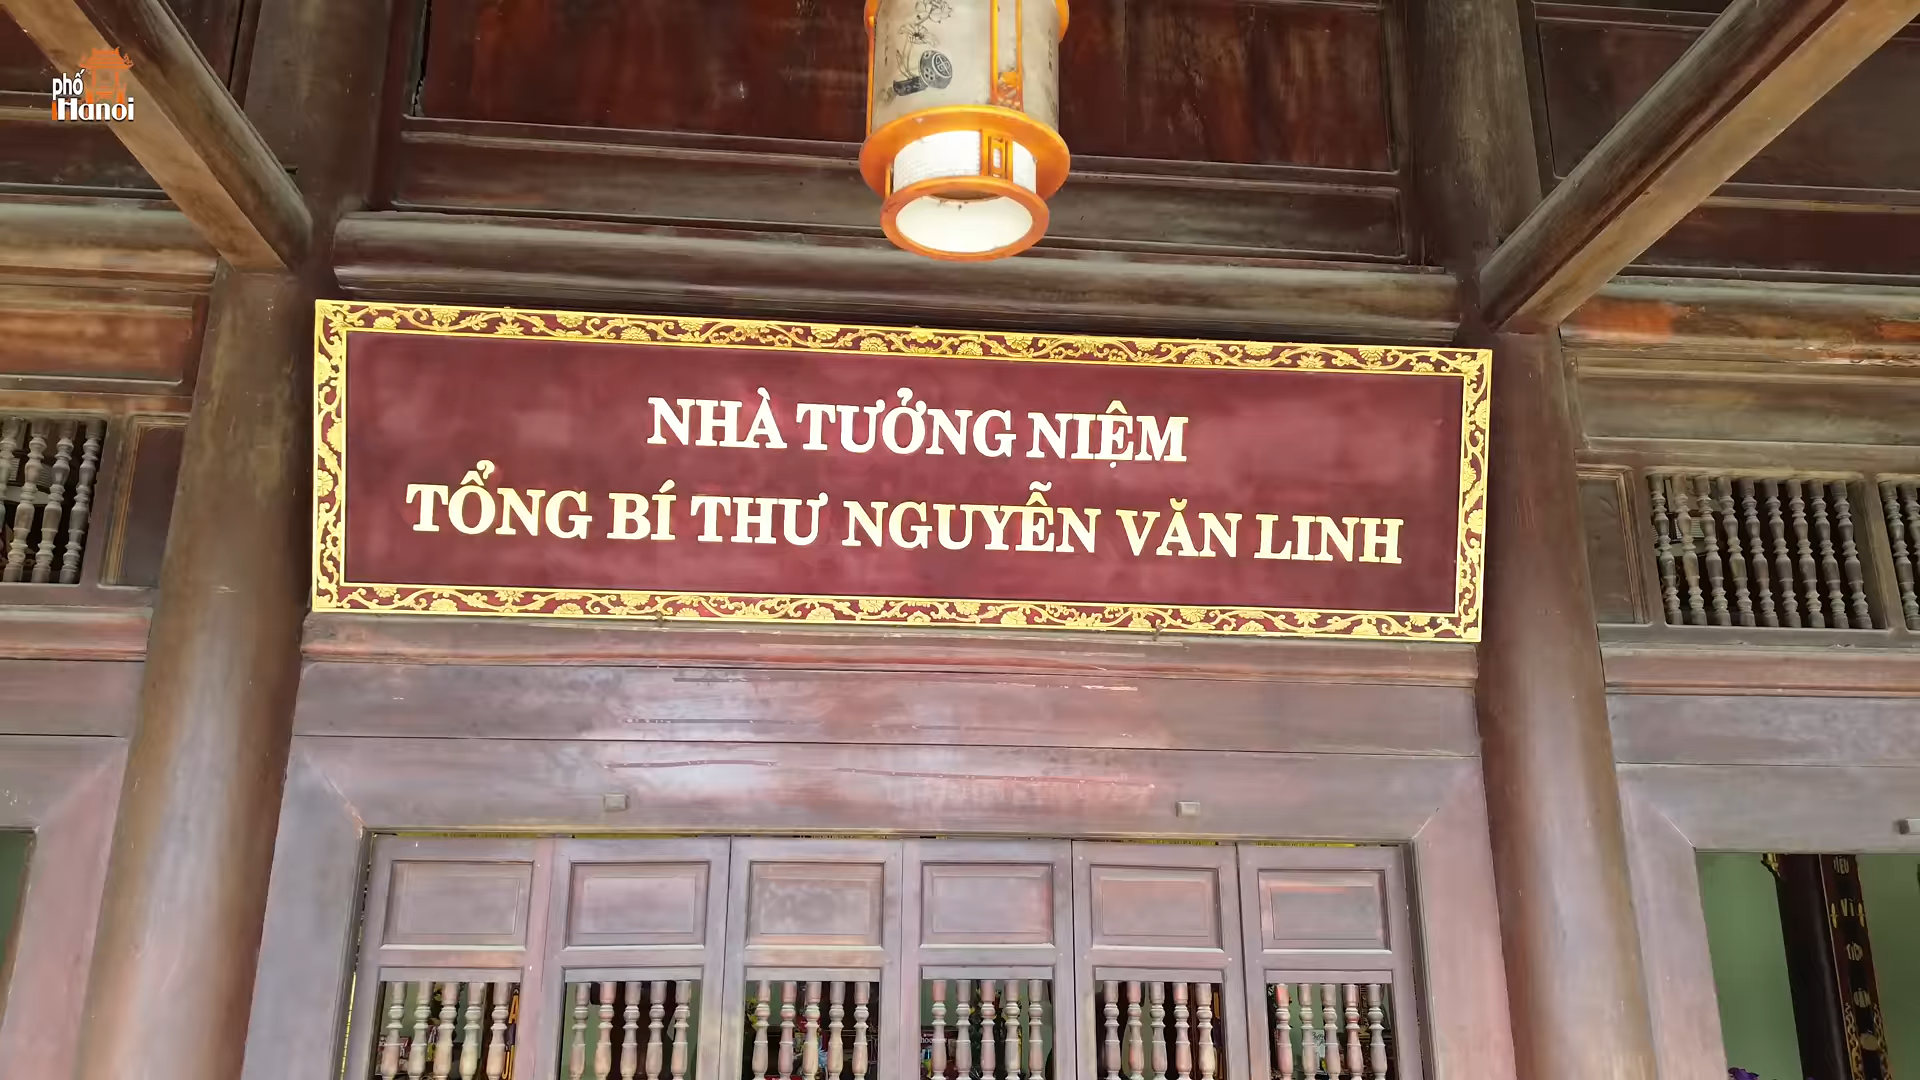 phố
Hanoi
NHÀ TƯỞNG NIỆM
TỔNG BÍ THƯ NGUYỄN VĂN LINH